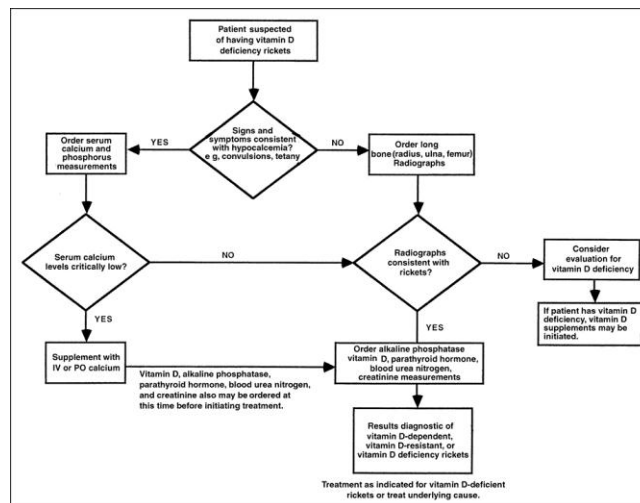 Patient suspected
of having vitamin D
deficiency rickets
Signs and
symptoms consistent
with hypocalcemia?
e g, convulsions, tetany
YES
NO
Order serum
calcium and
phosphorus
measurements
Order long
bone(radius, ulna, femur)
Radiographs
Serum calcium
levels critically low?
NO
Radiographs
consistent with
rickets?
NO
Consider
evaluation for
vitamin D deficiency
If patient has vitamin D
deficiency, vitamin D
supplements may be
initiated.
YES
YES
Supplement with
IV or PO calcium
Vitamin D, alkaline phosphatase,
parathyroid hormone, blood urea nitrogen,
and creatinine also may be ordered at
this time before initiating treatment.
Order alkaline phosphatase
vitamin D, parathyroid hormone,
blood urea nitrogen,
creatinine measurements
Results diagnostic of
vitamin D-dependent,
vitamin D-resistant, or
vitamin D deficiency rickets
Treatment as indicated for vitamin D-deficient
rickets or treat underlying cause.